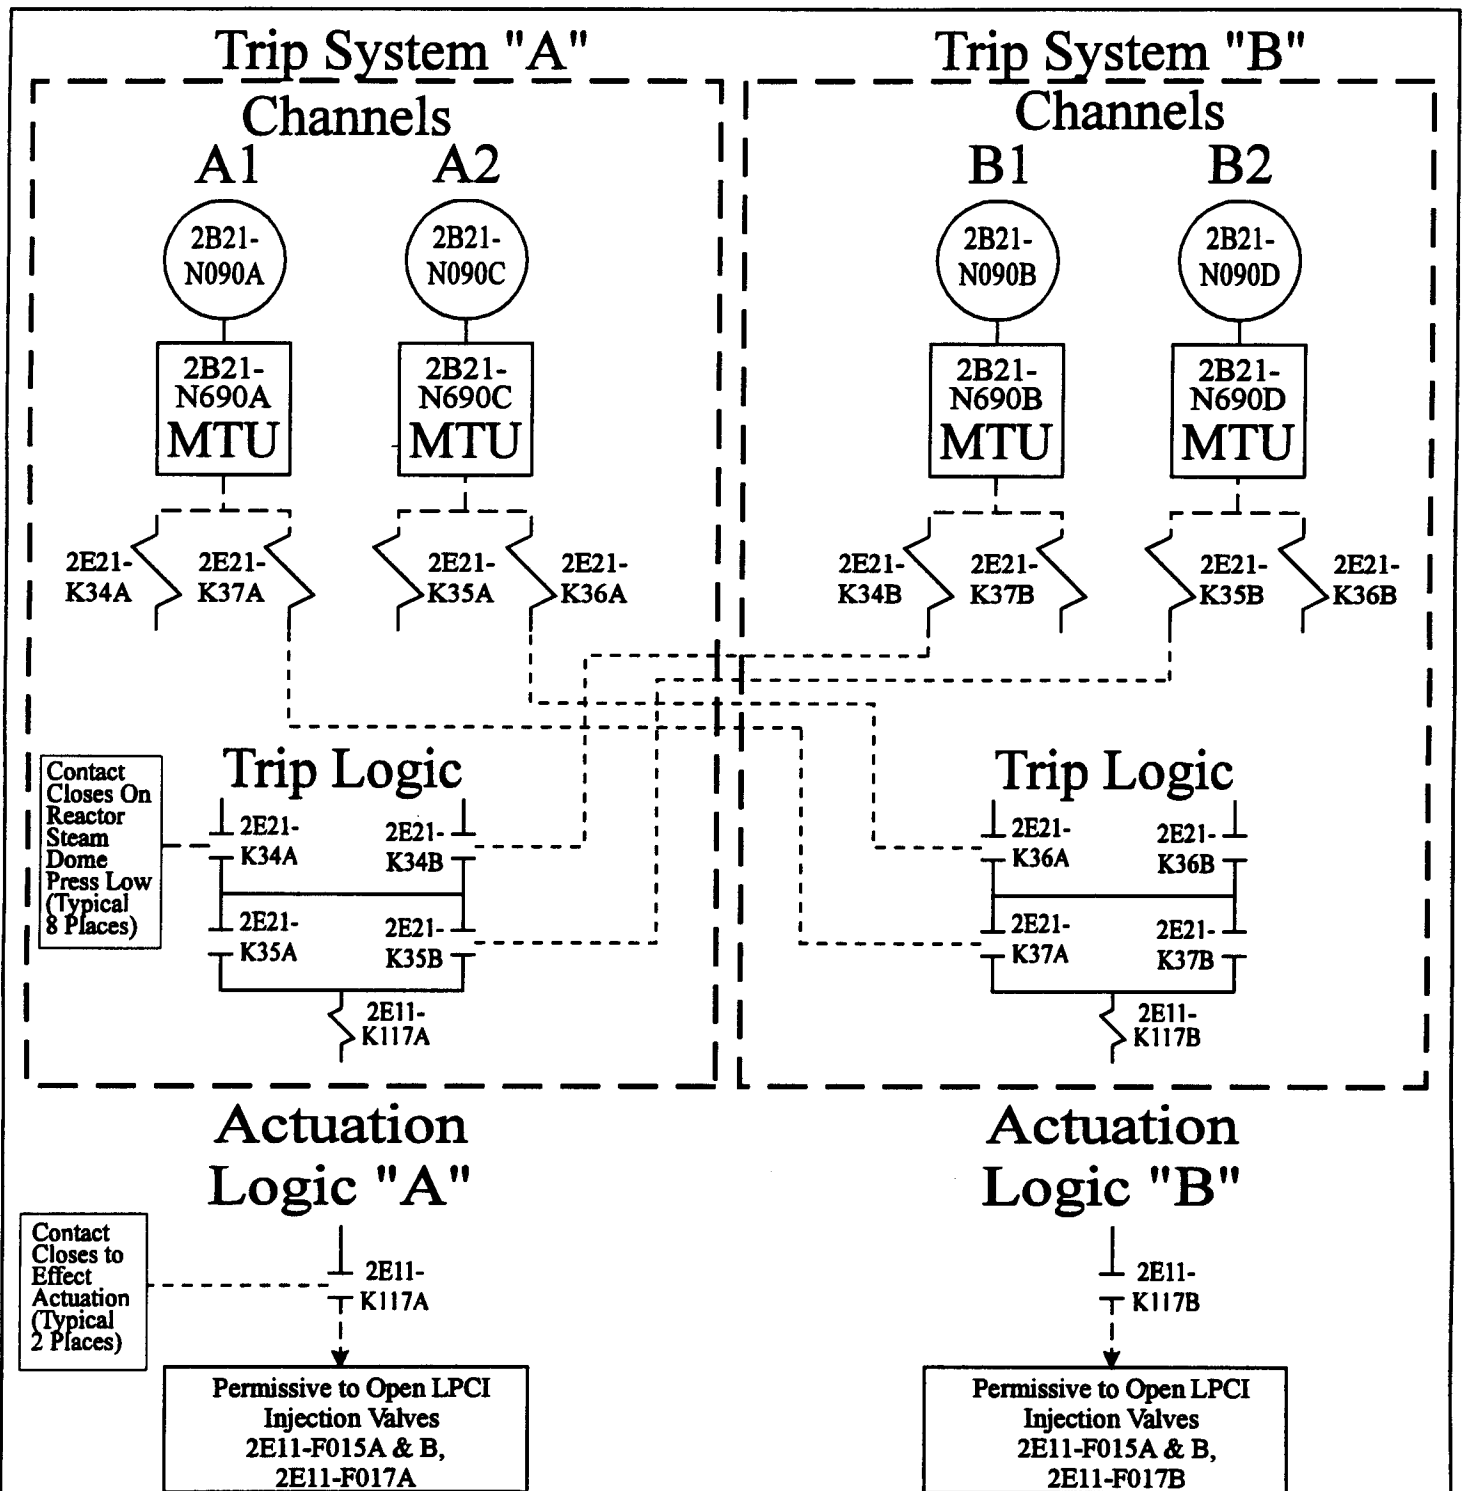 Trip System "A"
Trip System "B"
Channels
Channels
A1
A2
B1
B2
2B21-
N090A
2B21-
N090C
2B21-
N090B
2B21-
N090D
2B21-
N690A
MTU
2B21-
N690C
MTU
2B21-
N690B
MTU
2B21-
N690D
MTU
2E21-
K34A
2E21-
K37A
2E21-
K35A
2E21-
K36A
2E21-
K34B
2E21-
K37B
2E21-
K35B
2E21-
K36B
Contact
Closes On
Reactor
Steam
Dome
Press Low
(Typical
8 Places)
Trip Logic
2E21-
K34A
2E21-
K34B
2E21-
K35A
2E21-
K35B
2E11-
K117A
Trip Logic
2E21-
K36A
2E21-
K36B
2E21-
K37A
2E21-
K37B
2E11-
K117B
Actuation
Logic "A"
Actuation
Logic "B"
Contact
Closes to
Effect
Actuation
(Typical
2 Places)
2E11-
K117A
2E11-
K117B
Permissive to Open LPCI
Injection Valves
2E11-F015A & B,
2E11-F017A
Permissive to Open LPCI
Injection Valves
2E11-F015A & B,
2E11-F017B